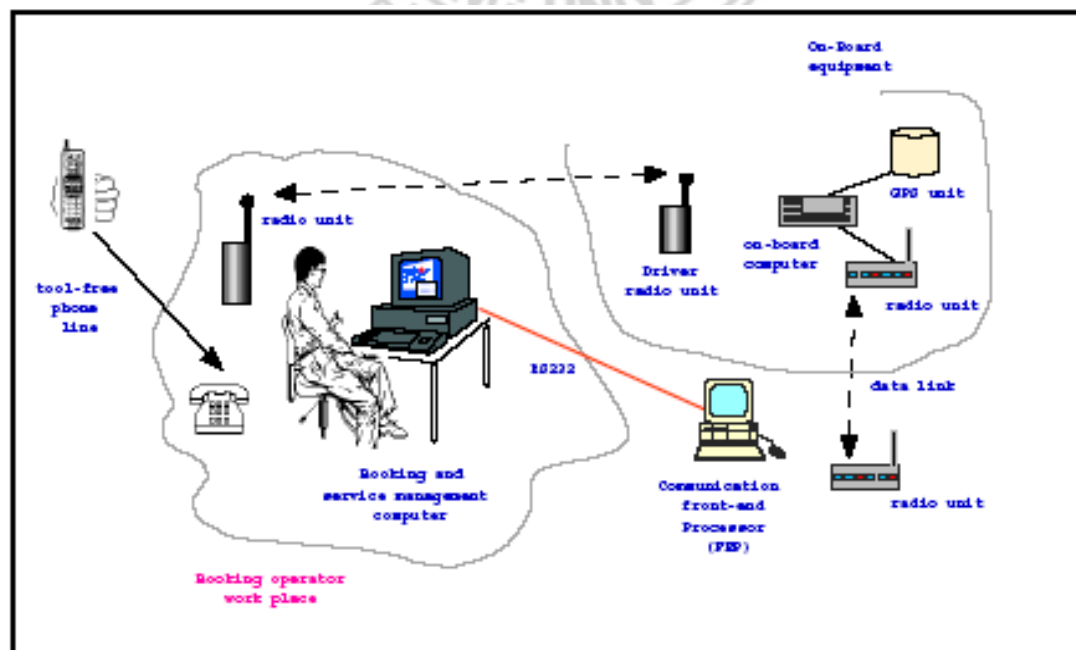 On-Board
equipment
GPS unit
radio unit
on-board
computer
Driver
radio unit
radio unit
tool-free
phone
line
RS232
data link
Booking and
service management
computer
Communication
front-end
Processor
(FEP)
radio unit
Booking operator
work place